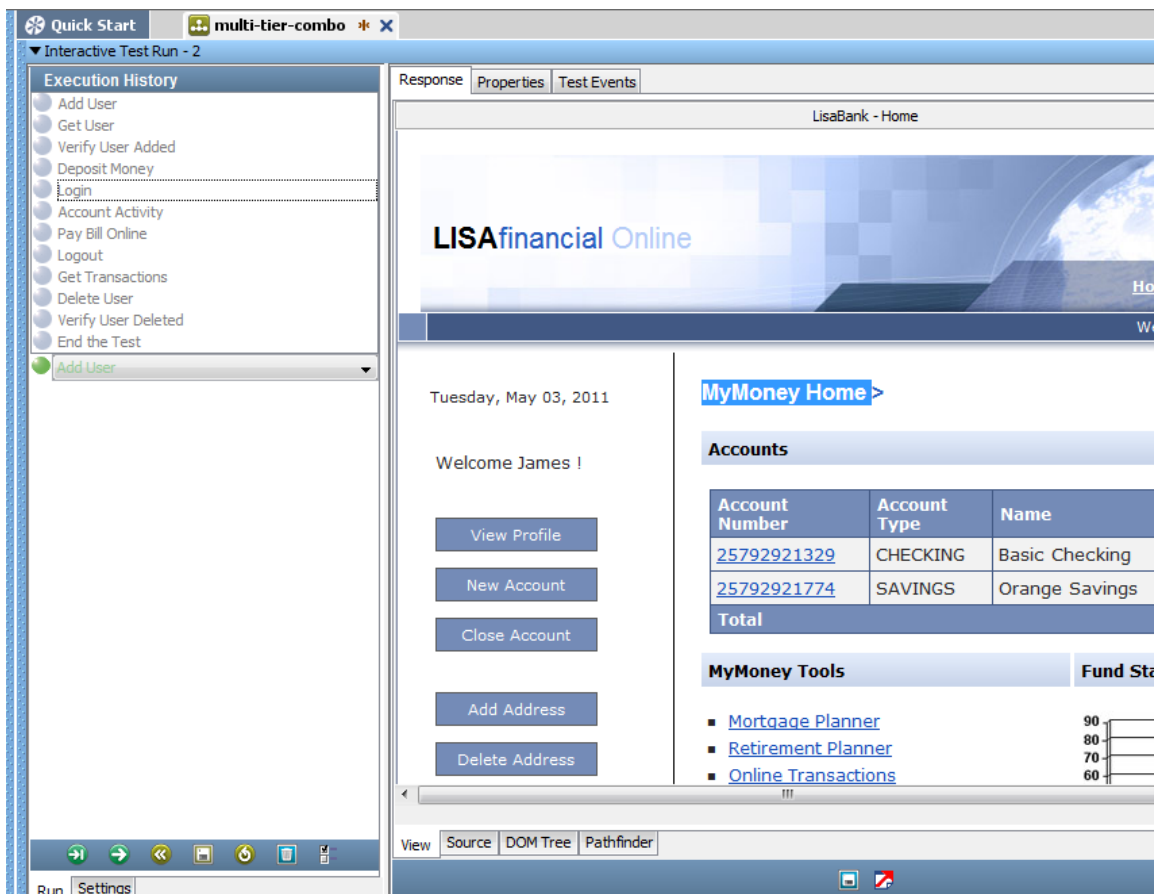 Quick Start
multi-tier-combo
Interactive Test Run - 2
Execution History
Add User
Get User
Verify User Added
Deposit Money
Login
Account Activity
Pay Bill Online
Logout
Get Transactions
Delete User
Verify User Deleted
End the Test
Add User
Run Settings
Response Properties Test Events
LisaBank - Home
LISAfinancial Online
Ho
We
Tuesday, May 03, 2011
Welcome James !
View Profile
New Account
Close Account
Add Address
Delete Address
MyMoney Home >
Accounts
Account Number Account Type Name
25792921329 CHECKING Basic Checking
25792921774 SAVINGS Orange Savings
Total
MyMoney Tools
Mortgage Planner
Retirement Planner
Online Transactions
Fund Sta
90
80
70
60
View Source DOM Tree Pathfinder